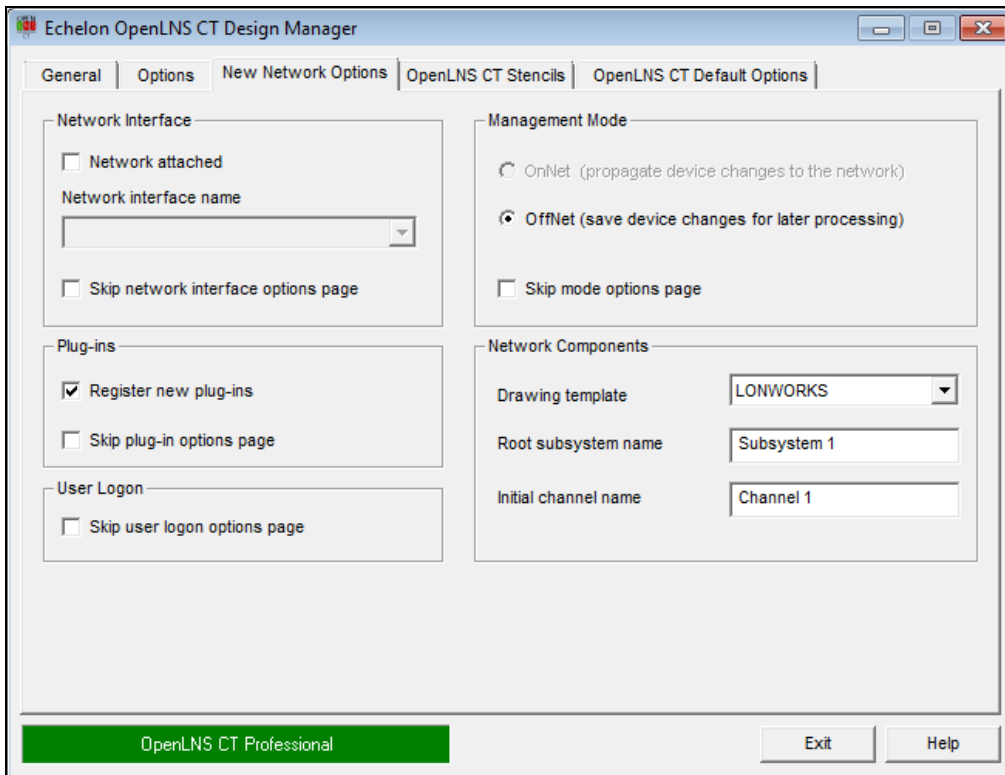 Echelon OpenLNS CT Design Manager
General Options New Network Options OpenLNS CT Stencils OpenLNS CT Default Options
Network Interface
Network attached
Network interface name
Skip network interface options page
Management Mode
OnNet (propagate device changes to the network)
OffNet (save device changes for later processing)
Skip mode options page
Plug-ins
Register new plug-ins
Skip plug-in options page
Network Components
Drawing template LONWORKS
Root subsystem name Subsystem 1
Initial channel name Channel 1
User Logon
Skip user logon options page
OpenLNS CT Professional
Exit Help